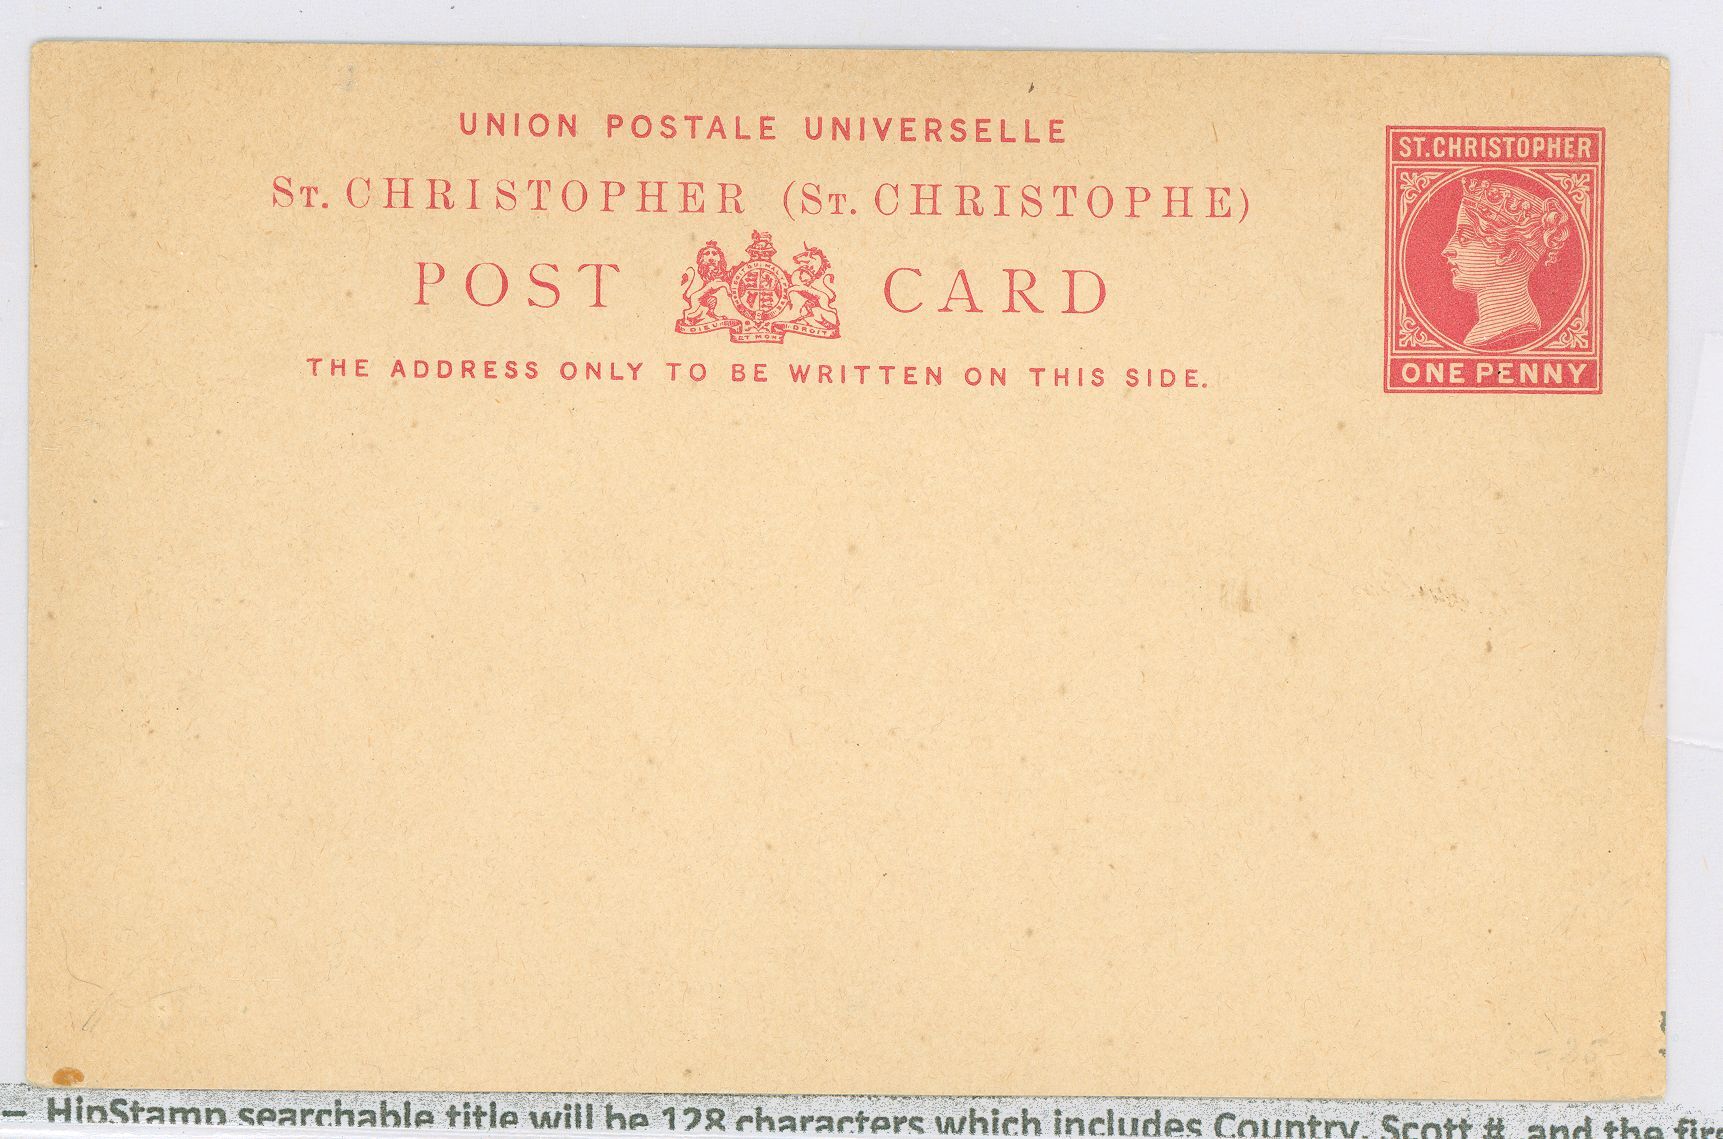 UNION POSTALE UNIVERSELLE
ST. CHRISTOPHER (ST. CHRISTOPHE)
POST CARD
DIEU ET MON DROIT
THE ADDRESS ONLY TO BE WRITTEN ON THIS SIDE.
ST. CHRISTOPHER
ONE PENNY
– HipStamp searchable title will be 128 characters which includes Country, Scott #, and the firs